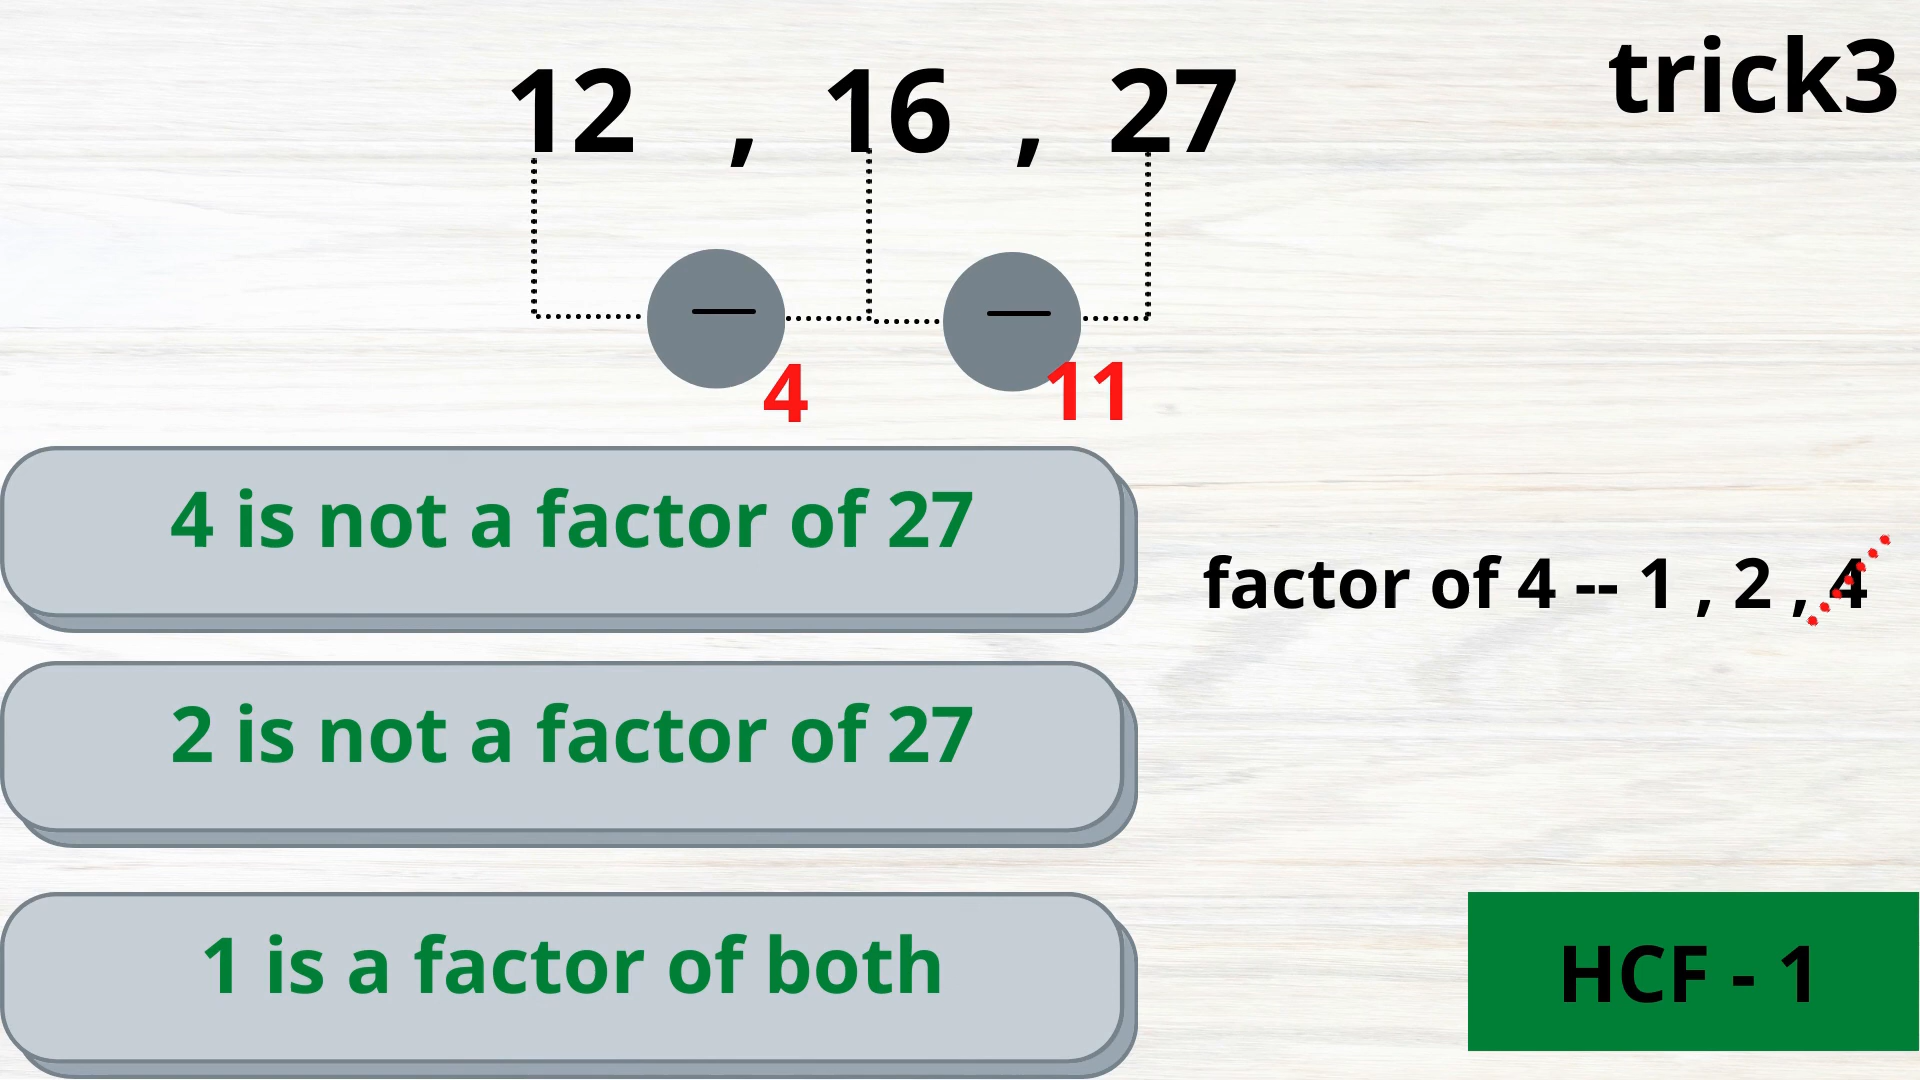 trick3
12 , 16 , 27
4 11
4 is not a factor of 27
factor of 4 -- 1 , 2 , 4
2 is not a factor of 27
1 is a factor of both
HCF - 1